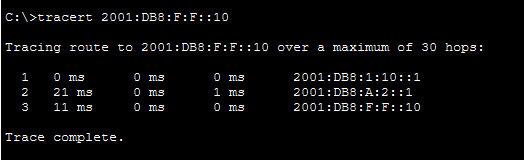 C:\>tracert 2001:DB8:F:F::10
Tracing route to 2001:DB8:F:F::10 over a maximum of 30 hops:
1 0 ms 0 ms 0 ms 2001:DB8:1:10::1
2 21 ms 0 ms 1 ms 2001:DB8:A:2::1
3 11 ms 0 ms 0 ms 2001:DB8:F:F::10
Trace complete.